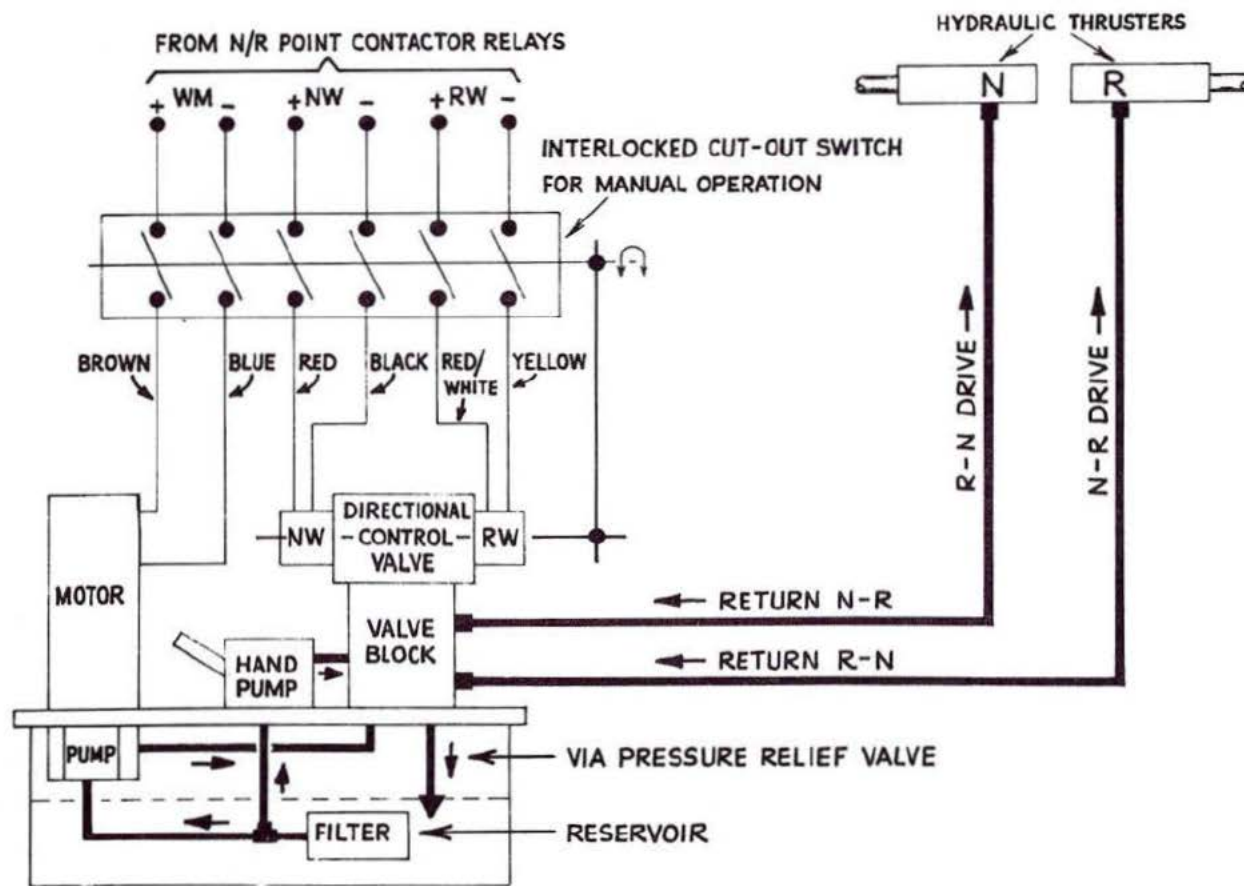 FROM N/R POINT CONTACTOR RELAYS
HYDRAULIC THRUSTERS
+ WM -
+ NW -
+ RW -
N
R
INTERLOCKED CUT-OUT SWITCH
FOR MANUAL OPERATION
BROWN
BLUE
RED
BLACK
RED/
WHITE
YELLOW
R-N DRIVE
N-R DRIVE
NW
DIRECTIONAL
-CONTROL-
VALVE
RW
MOTOR
RETURN N-R
VALVE
BLOCK
HAND
PUMP
RETURN R-N
PUMP
VIA PRESSURE RELIEF VALVE
FILTER
RESERVOIR